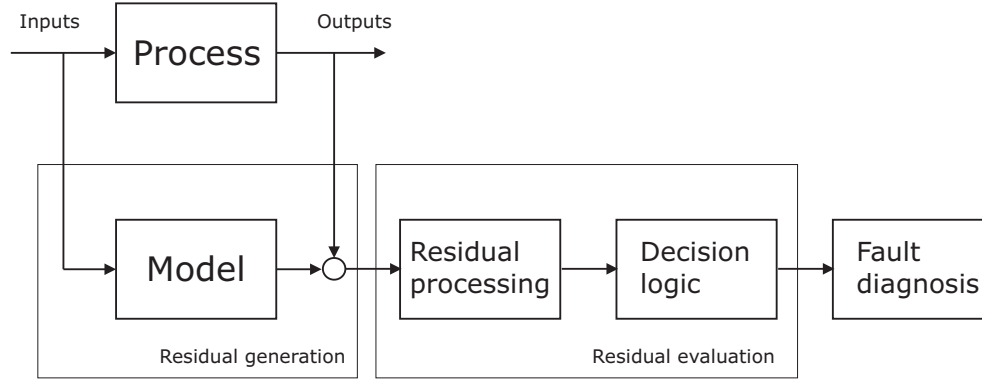 Inputs
Outputs
Process
Model
Residual
processing
Decision
logic
Fault
diagnosis
Residual generation
Residual evaluation